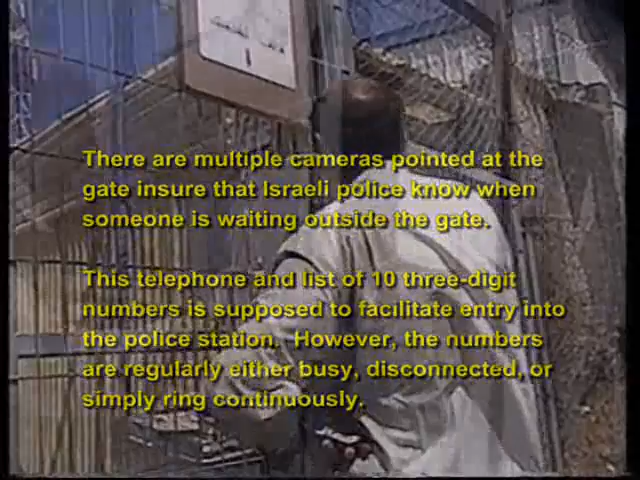 There are multiple cameras pointed at the
gate insure that Israeli police know when
someone is waiting outside the gate.
This telephone and list of 10 three-digit
numbers is supposed to facilitate entry into
the police station. However, the numbers
are regularly either busy, disconnected, or
simply ring continuously.